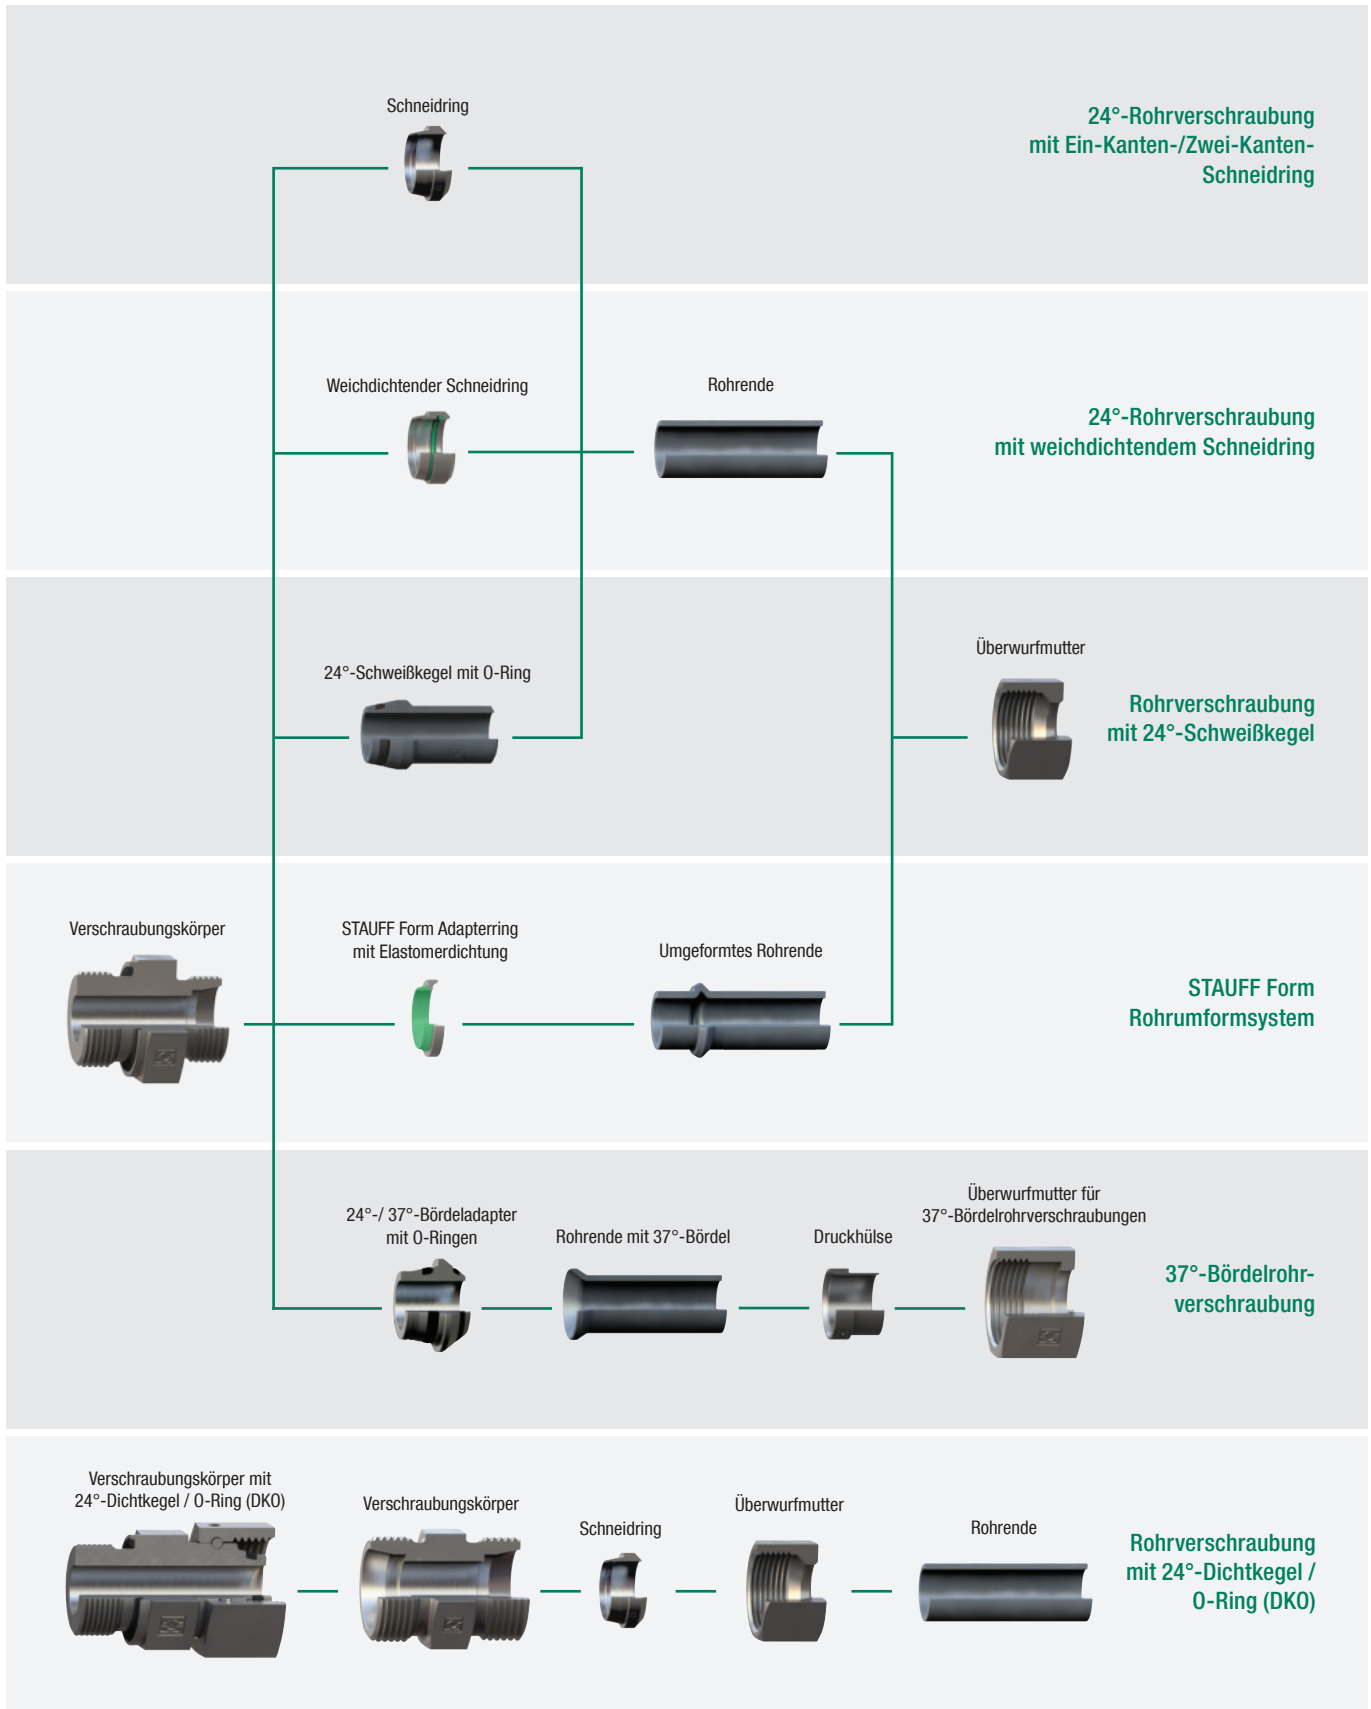 Schneidring
24°-Rohrverschraubung
mit Ein-Kanten-/Zwei-Kanten-
Schneidring
Weichdichtender Schneidring
Rohrende
24°-Rohrverschraubung
mit weichdichtendem Schneidring
24°-Schweißkegel mit O-Ring
Überwurfmutter
Rohrverschraubung
mit 24°-Schweißkegel
Verschraubungskörper
STAUFF Form Adapterring
mit Elastomerdichtung
Umgeformtes Rohrende
STAUFF Form
Rohrumformsystem
24°-/ 37°-Bördeladapter
mit O-Ringen
Rohrende mit 37°-Bördel
Druckhülse
Überwurfmutter für
37°-Bördelrohrverschraubungen
37°-Bördelrohr-
verschraubung
Verschraubungskörper mit
24°-Dichtkegel / O-Ring (DKO)
Verschraubungskörper
Schneidring
Überwurfmutter
Rohrende
Rohrverschraubung
mit 24°-Dichtkegel /
O-Ring (DKO)